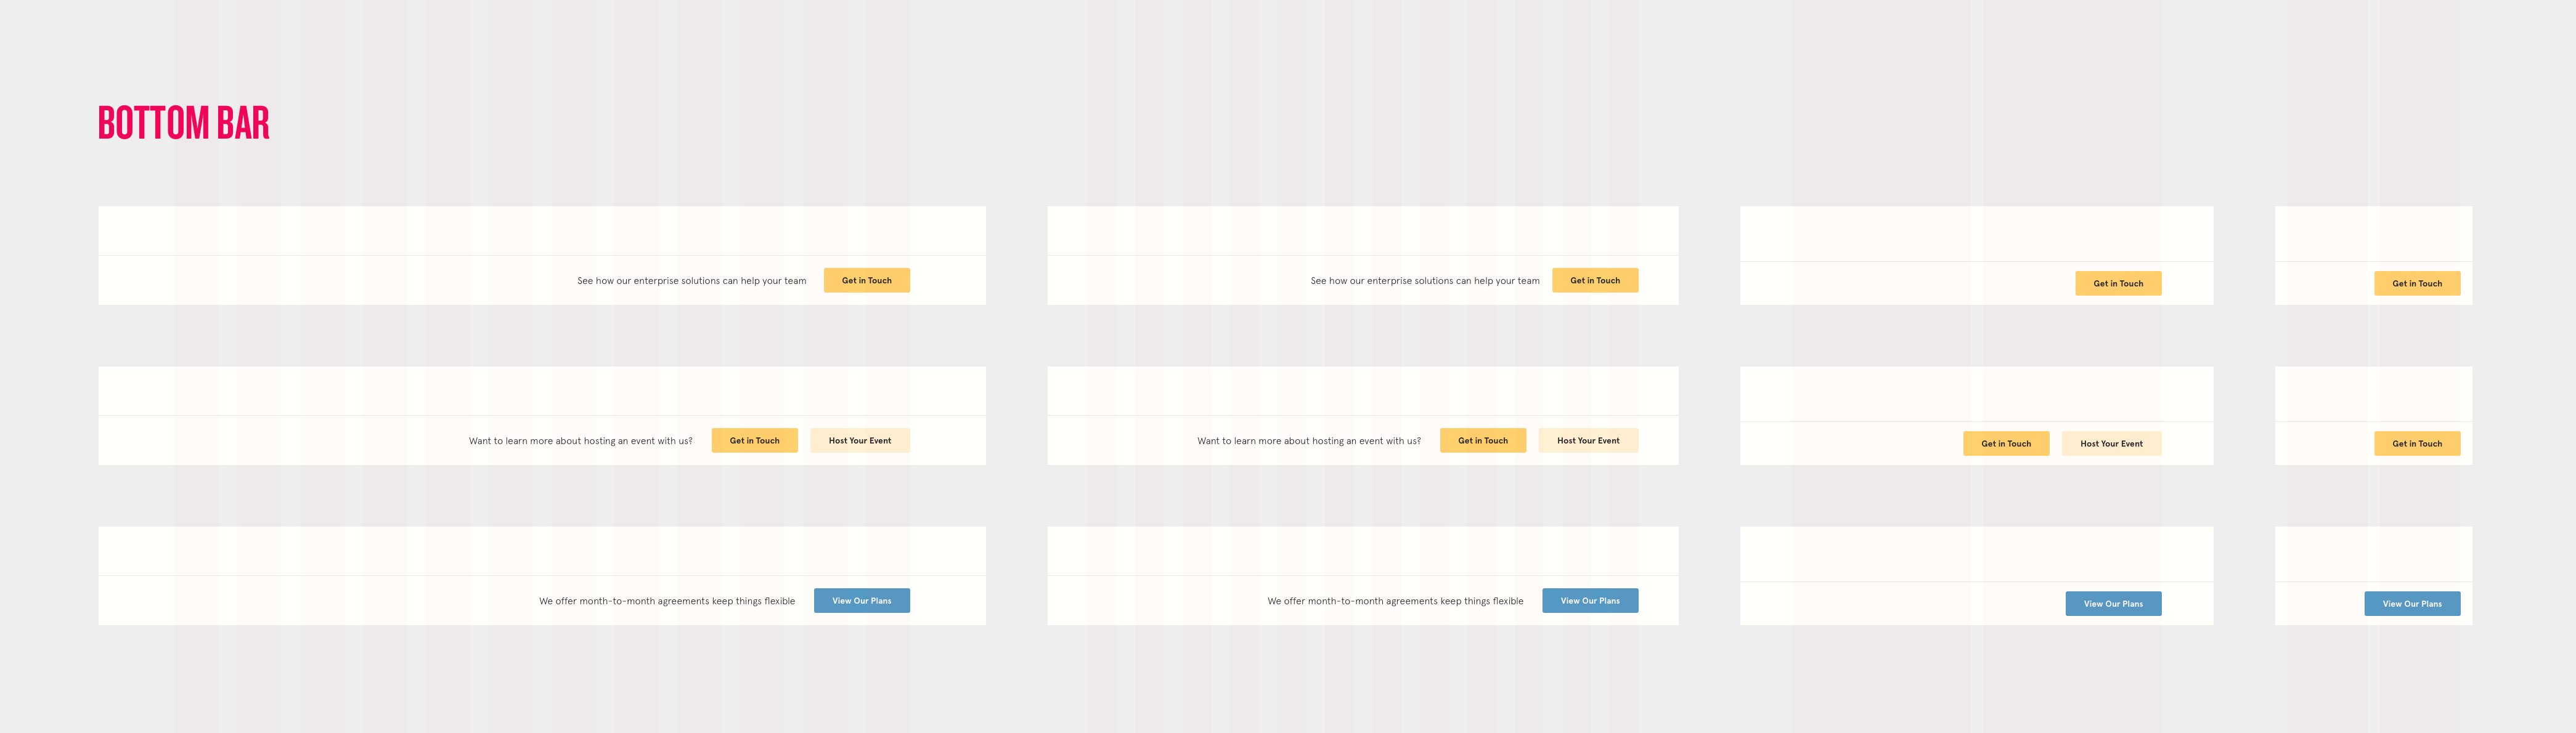 BOTTOM BAR
See how our enterprise solutions can help your team Get in Touch
See how our enterprise solutions can help your team Get in Touch
Get in Touch
Get in Touch
Want to learn more about hosting an event with us? Get in Touch Host Your Event
Want to learn more about hosting an event with us? Get in Touch Host Your Event
Get in Touch Host Your Event
Get in Touch
We offer month-to-month agreements keep things flexible View Our Plans
We offer month-to-month agreements keep things flexible View Our Plans
View Our Plans
View Our Plans